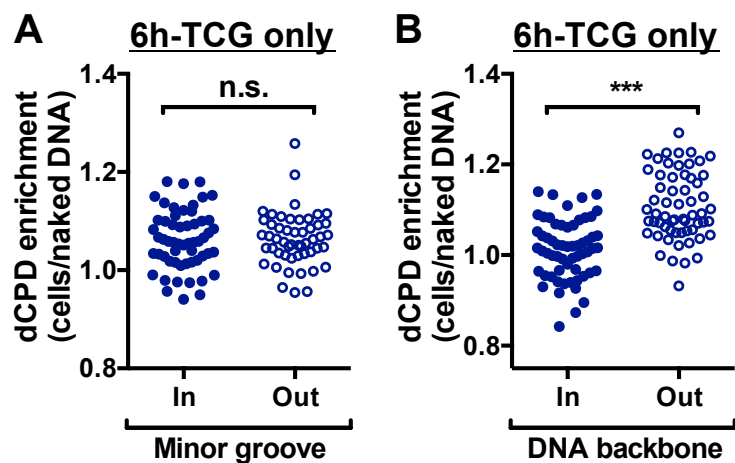 A
6h-TCG only
dCPD enrichment
(cells/naked DNA)
1.4
1.2
1.0
0.8
n.s.
In
Out
Minor groove
B
6h-TCG only
dCPD enrichment
(cells/naked DNA)
1.4
1.2
1.0
0.8
***
In
Out
DNA backbone